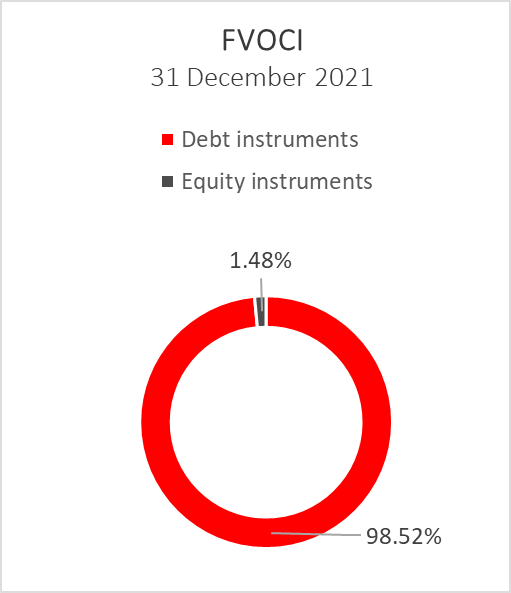 FVOCI
31 December 2021
Debt instruments
Equity instruments
1.48%
98.52%